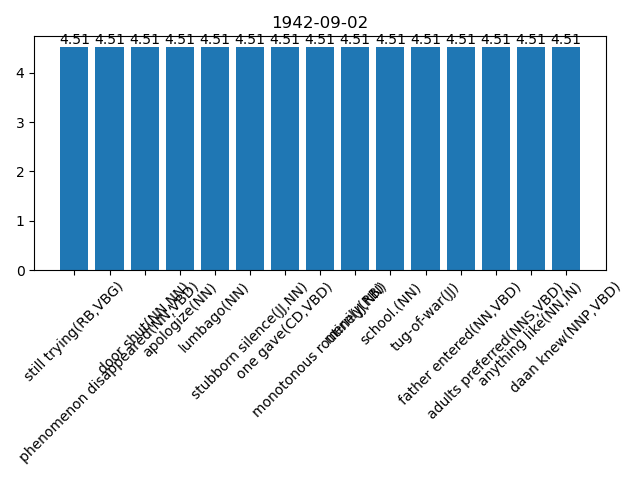 1942-09-02
4.51 4.51 4.51 4.51 4.51 4.51 4.51 4.51 4.51 4.51 4.51 4.51 4.51 4.51 4.51
4
3
2
1
0
still trying(RB,VBG)
phenomenon disappeared(NN,VBD)
door shut(NN,NN)
apologize(NN)
lumbago(NN)
stubborn silence(JJ,NN)
one gave(CD,VBD)
monotonous routine(JJ,NN)
school.(NN)
tug-of-war(JJ)
father entered(NN,VBD)
adults preferred(NNS,VBD)
anything like(NN,IN)
daan knew(NNP,VBD)